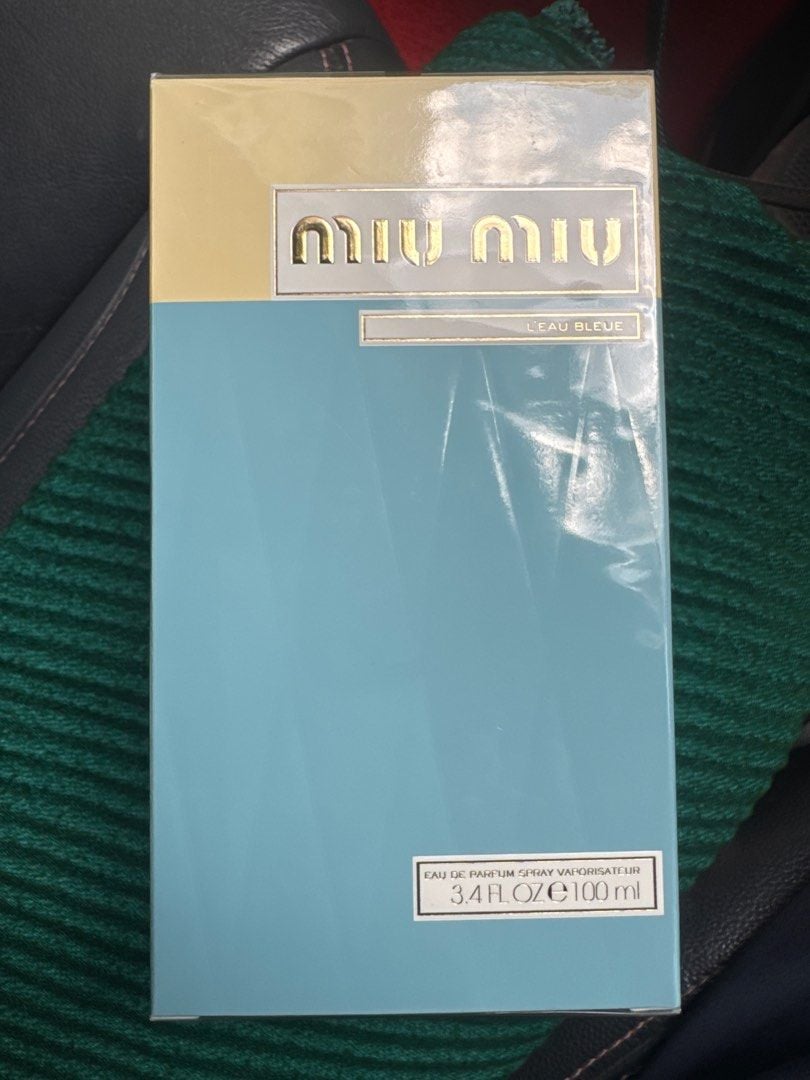 miu miu
L'EAU BLEUE
EAU DE PARFUM SPRAY VAPORISATEUR
3.4 FL OZ ℮ 100 ml